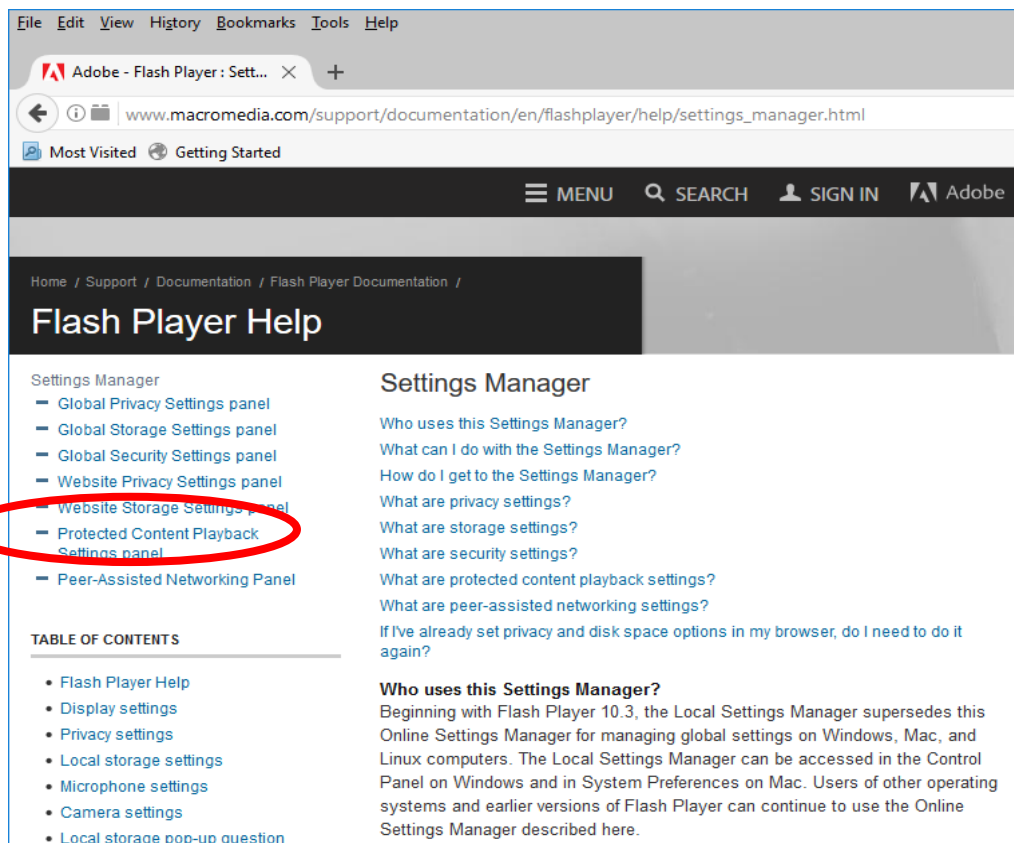 File Edit View History Bookmarks Tools Help
Adobe - Flash Player : Sett...
www.macromedia.com/support/documentation/en/flashplayer/help/settings_manager.html
Most Visited Getting Started
MENU SEARCH SIGN IN Adobe
Home / Support / Documentation / Flash Player Documentation /
Flash Player Help
Settings Manager
Global Privacy Settings panel
Global Storage Settings panel
Global Security Settings panel
Website Privacy Settings panel
Website Storage Settings panel
Protected Content Playback
Settings panel
Peer-Assisted Networking Panel
TABLE OF CONTENTS
• Flash Player Help
• Display settings
• Privacy settings
• Local storage settings
• Microphone settings
• Camera settings
• Local storage pop-up question
Settings Manager
Who uses this Settings Manager?
What can I do with the Settings Manager?
How do I get to the Settings Manager?
What are privacy settings?
What are storage settings?
What are security settings?
What are protected content playback settings?
What are peer-assisted networking settings?
If I've already set privacy and disk space options in my browser, do I need to do it
again?
Who uses this Settings Manager?
Beginning with Flash Player 10.3, the Local Settings Manager supersedes this
Online Settings Manager for managing global settings on Windows, Mac, and
Linux computers. The Local Settings Manager can be accessed in the Control
Panel on Windows and in System Preferences on Mac. Users of other operating
systems and earlier versions of Flash Player can continue to use the Online
Settings Manager described here.